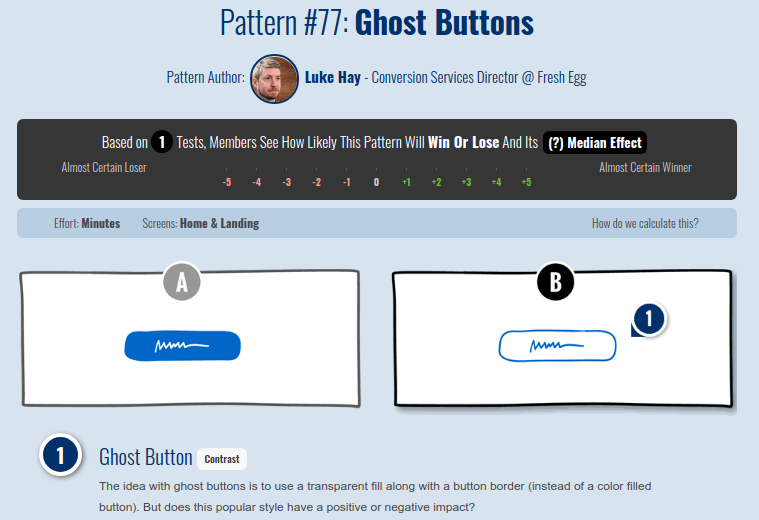 Pattern #77: Ghost Buttons
Pattern Author: Luke Hay - Conversion Services Director @ Fresh Egg
Based on 1 Tests, Members See How Likely This Pattern Will Win Or Lose And Its (?) Median Effect
Almost Certain Loser
Almost Certain Winner
-5 -4 -3 -2 -1 0 +1 +2 +3 +4 +5
Effort: Minutes Screens: Home & Landing How do we calculate this?
A B
1
1 Ghost Button Contrast
The idea with ghost buttons is to use a transparent fill along with a button border (instead of a color filled
button). But does this popular style have a positive or negative impact?